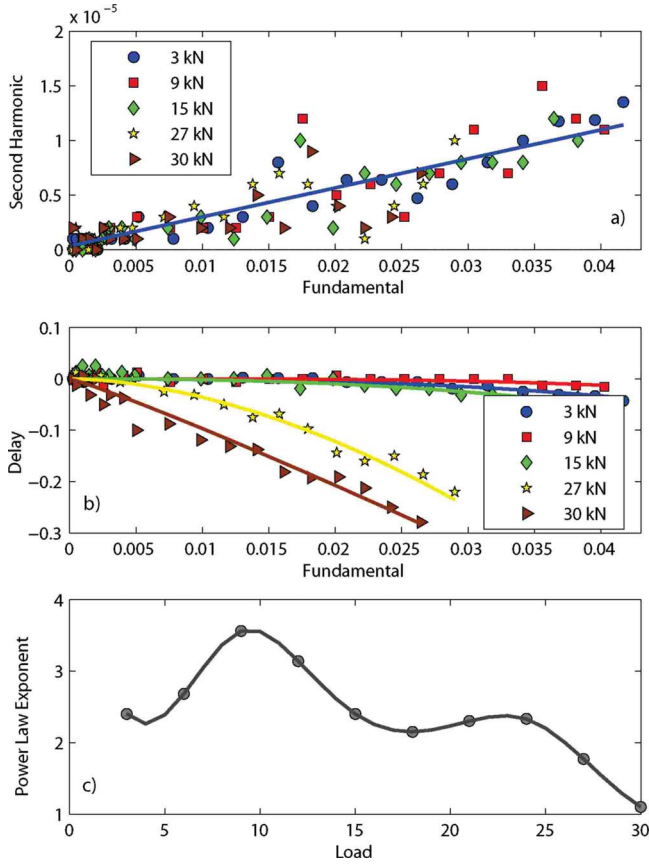 x 10⁻⁵
2
1.5
1
0.5
0
Second Harmonic
3 kN
9 kN
15 kN
27 kN
30 kN
a)
0 0.005 0.01 0.015 0.02 0.025 0.03 0.035 0.04
Fundamental
0.1
0
−0.1
−0.2
−0.3
Delay
b)
3 kN
9 kN
15 kN
27 kN
30 kN
0 0.005 0.01 0.015 0.02 0.025 0.03 0.035 0.04
Fundamental
4
3
2
1
Power Law Exponent
c)
0 5 10 15 20 25 30
Load